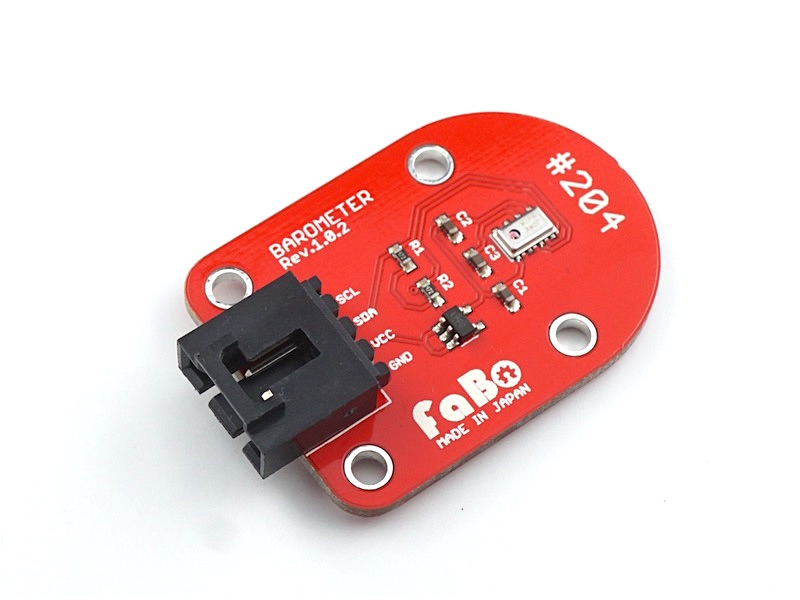 #204
BAROMETER
Rev.1.0.2
C2
R1
C3
R2
C1
SCL
SDA
VCC
GND
FaBo
MADE IN JAPAN